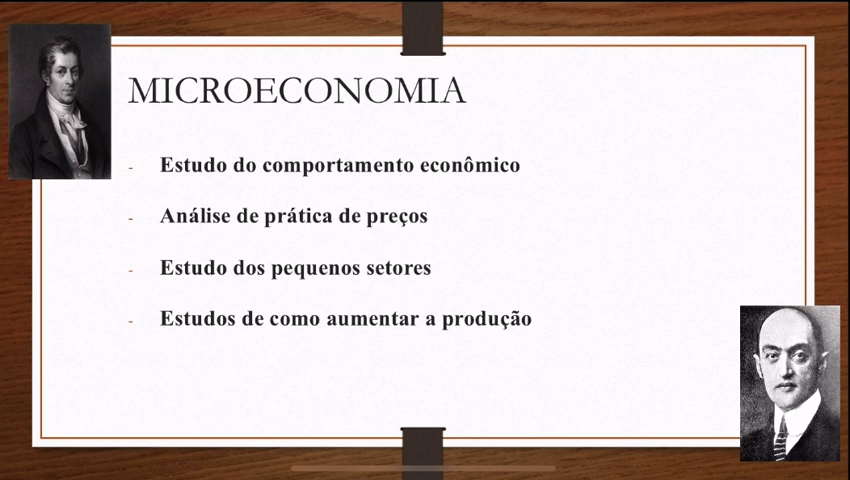 MICROECONOMIA
- Estudo do comportamento econômico
- Análise de prática de preços
- Estudo dos pequenos setores
- Estudos de como aumentar a produção